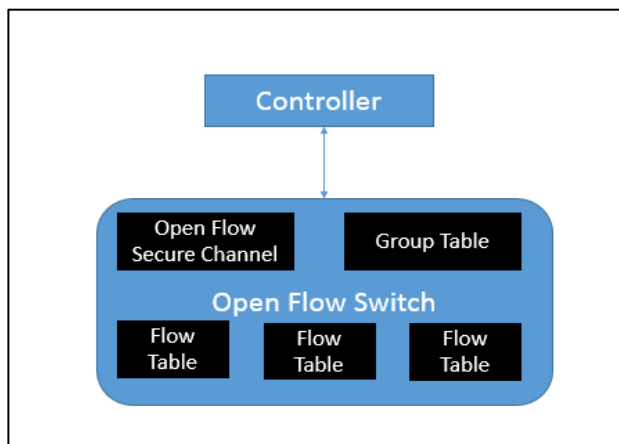 Controller
Open Flow
Secure Channel
Group Table
Open Flow Switch
Flow
Table
Flow
Table
Flow
Table